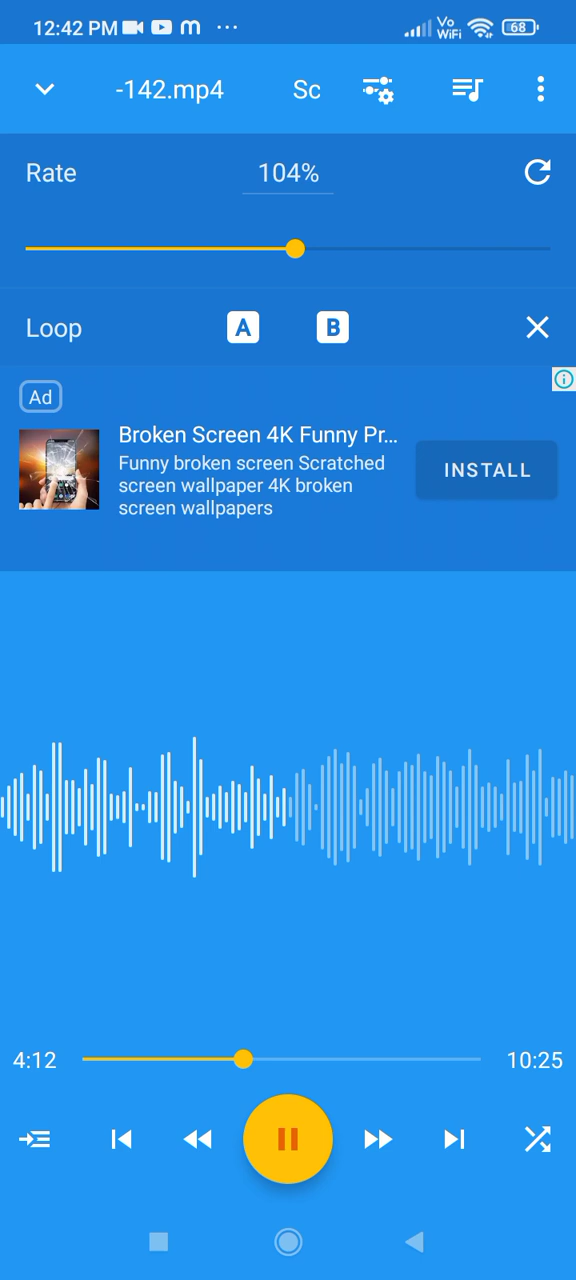 12:42 PM
Vo
WiFi
68
-142.mp4 Sc
Rate 104%
Loop A B
Ad
Broken Screen 4K Funny Pr...
Funny broken screen Scratched
screen wallpaper 4K broken
screen wallpapers
INSTALL
4:12 10:25